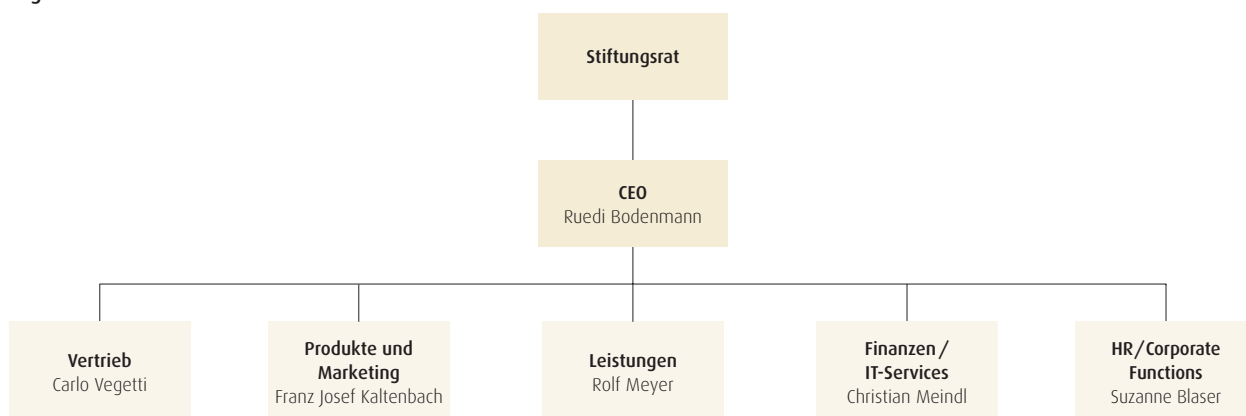 Stiftungsrat
CEO
Ruedi Bodenmann
Vertrieb
Carlo Vegetti
Produkte und
Marketing
Franz Josef Kaltenbach
Leistungen
Rolf Meyer
Finanzen /
IT-Services
Christian Meindl
HR/Corporate
Functions
Suzanne Blaser